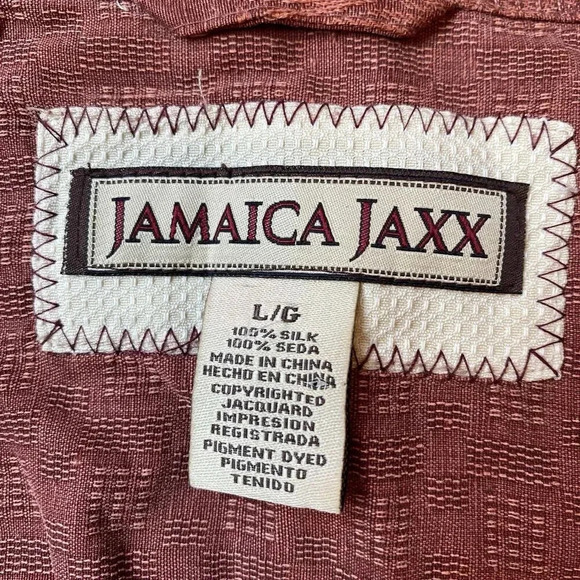 JAMAICA JAXX
L/G
100% SILK
100% SEDA
MADE IN CHINA
HECHO EN CHINA
COPYRIGHTED
JACQUARD
IMPRESION
REGISTRADA
PIGMENT DYED
PIGMENTO
TENIDO